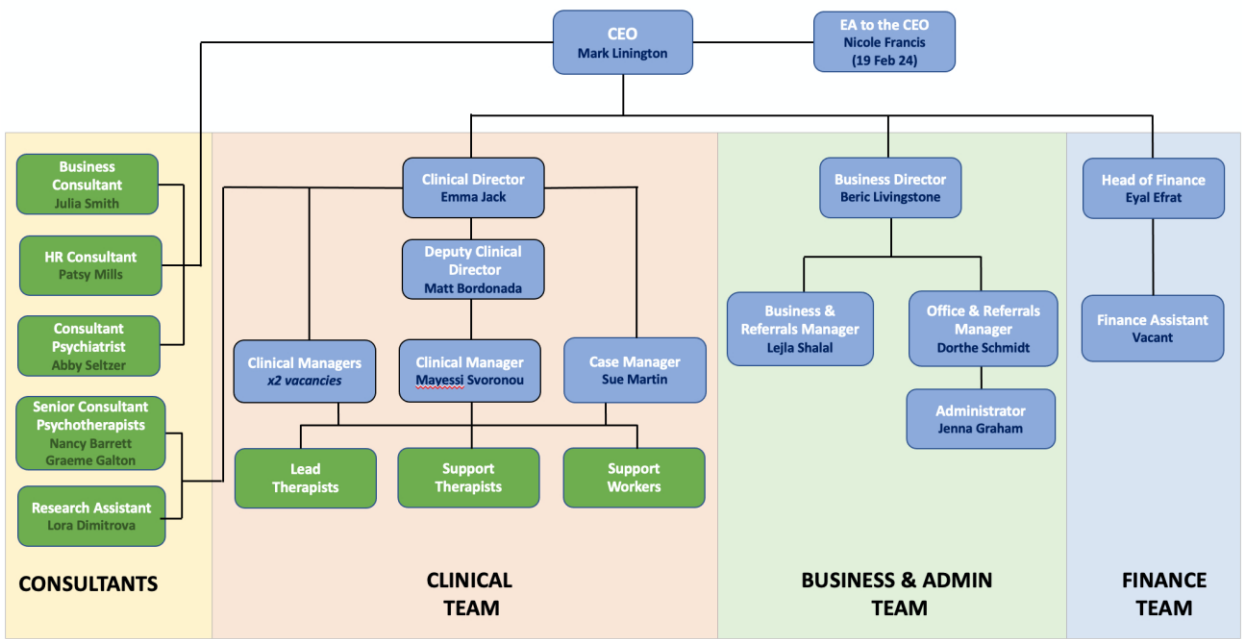 CEO
Mark Linington
EA to the CEO
Nicole Francis
(19 Feb 24)
Business
Consultant
Julia Smith
HR Consultant
Patsy Mills
Consultant
Psychiatrist
Abby Seltzer
Senior Consultant
Psychotherapists
Nancy Barrett
Graeme Galton
Research Assistant
Lora Dimitrova
CONSULTANTS
Clinical Director
Emma Jack
Deputy Clinical
Director
Matt Bordonada
Clinical Managers
x2 vacancies
Clinical Manager
Mayessi Svoronou
Case Manager
Sue Martin
Lead
Therapists
Support
Therapists
Support
Workers
CLINICAL
TEAM
Business Director
Beric Livingstone
Business &
Referrals Manager
Lejla Shalal
Office & Referrals
Manager
Dorthe Schmidt
Administrator
Jenna Graham
BUSINESS & ADMIN
TEAM
Head of Finance
Eyal Efrat
Finance Assistant
Vacant
FINANCE
TEAM